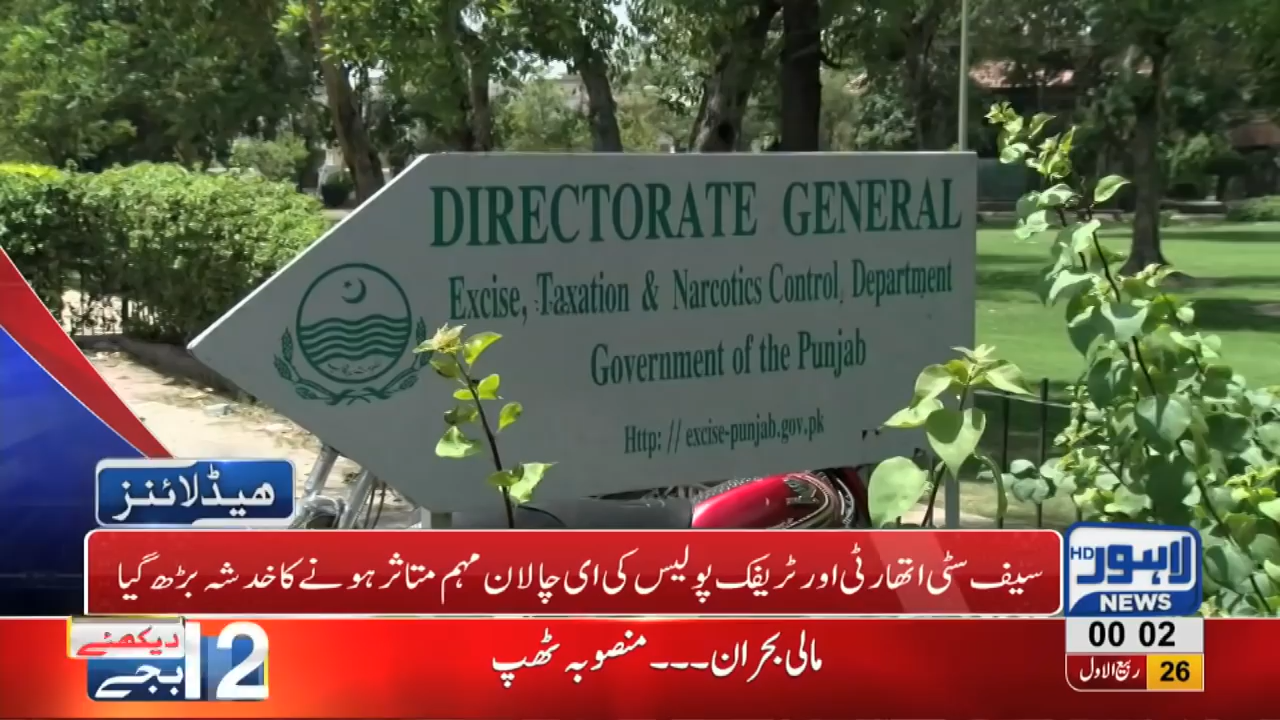 DIRECTORATE GENERAL
Excise, Taxation & Narcotics Control, Department
Government of the Punjab
Http: // excise-punjab.gov.pk
ھیڈلائنز
سیف سٹی اتھارٹی اور ٹریفک پولیس کی ای چالان مہم متاثر ہونے کا خدشہ بڑھ گیا
HD لاہور
NEWS
دیکھئے
12
بجے
مالی بحران۔۔۔ منصوبہ ٹھپ
00 02
26 ربیع الاول